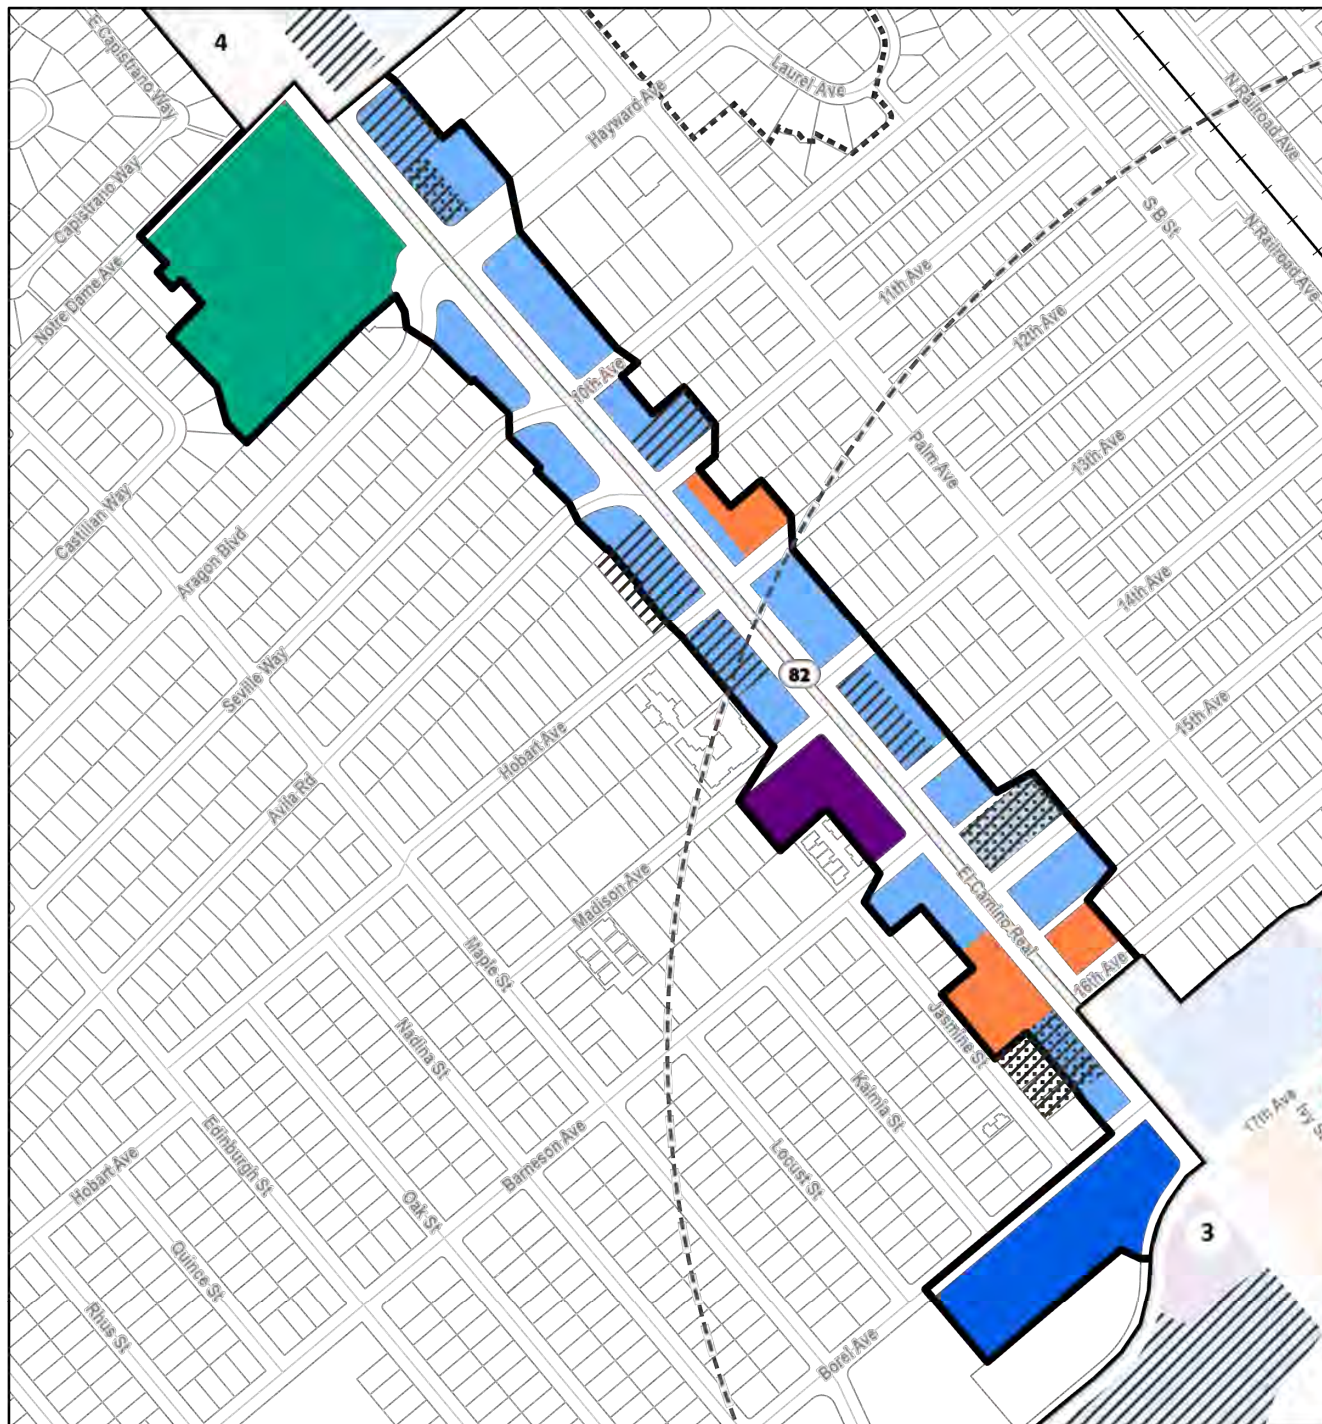 4
E Capistrano Way
Laurel Ave
Hayward Ave
N Railroad Ave
Capistrano Way
S B St
N Railroad Ave
Notre Dame Ave
11th Ave
12th Ave
10th Ave
Palm Ave
13th Ave
Castilian Way
Aragon Blvd
14th Ave
82
Seville Way
15th Ave
Hobart Ave
Avila Rd
Madison Ave
El Camino Real
Maple St
16th Ave
Jasmine St
Nadina St
Kalmia St
17th Ave
Ivy S
Edinburgh St
Barneson Ave
Locust St
Hobart Ave
Oak St
3
Quince St
Rhus St
Borel Ave